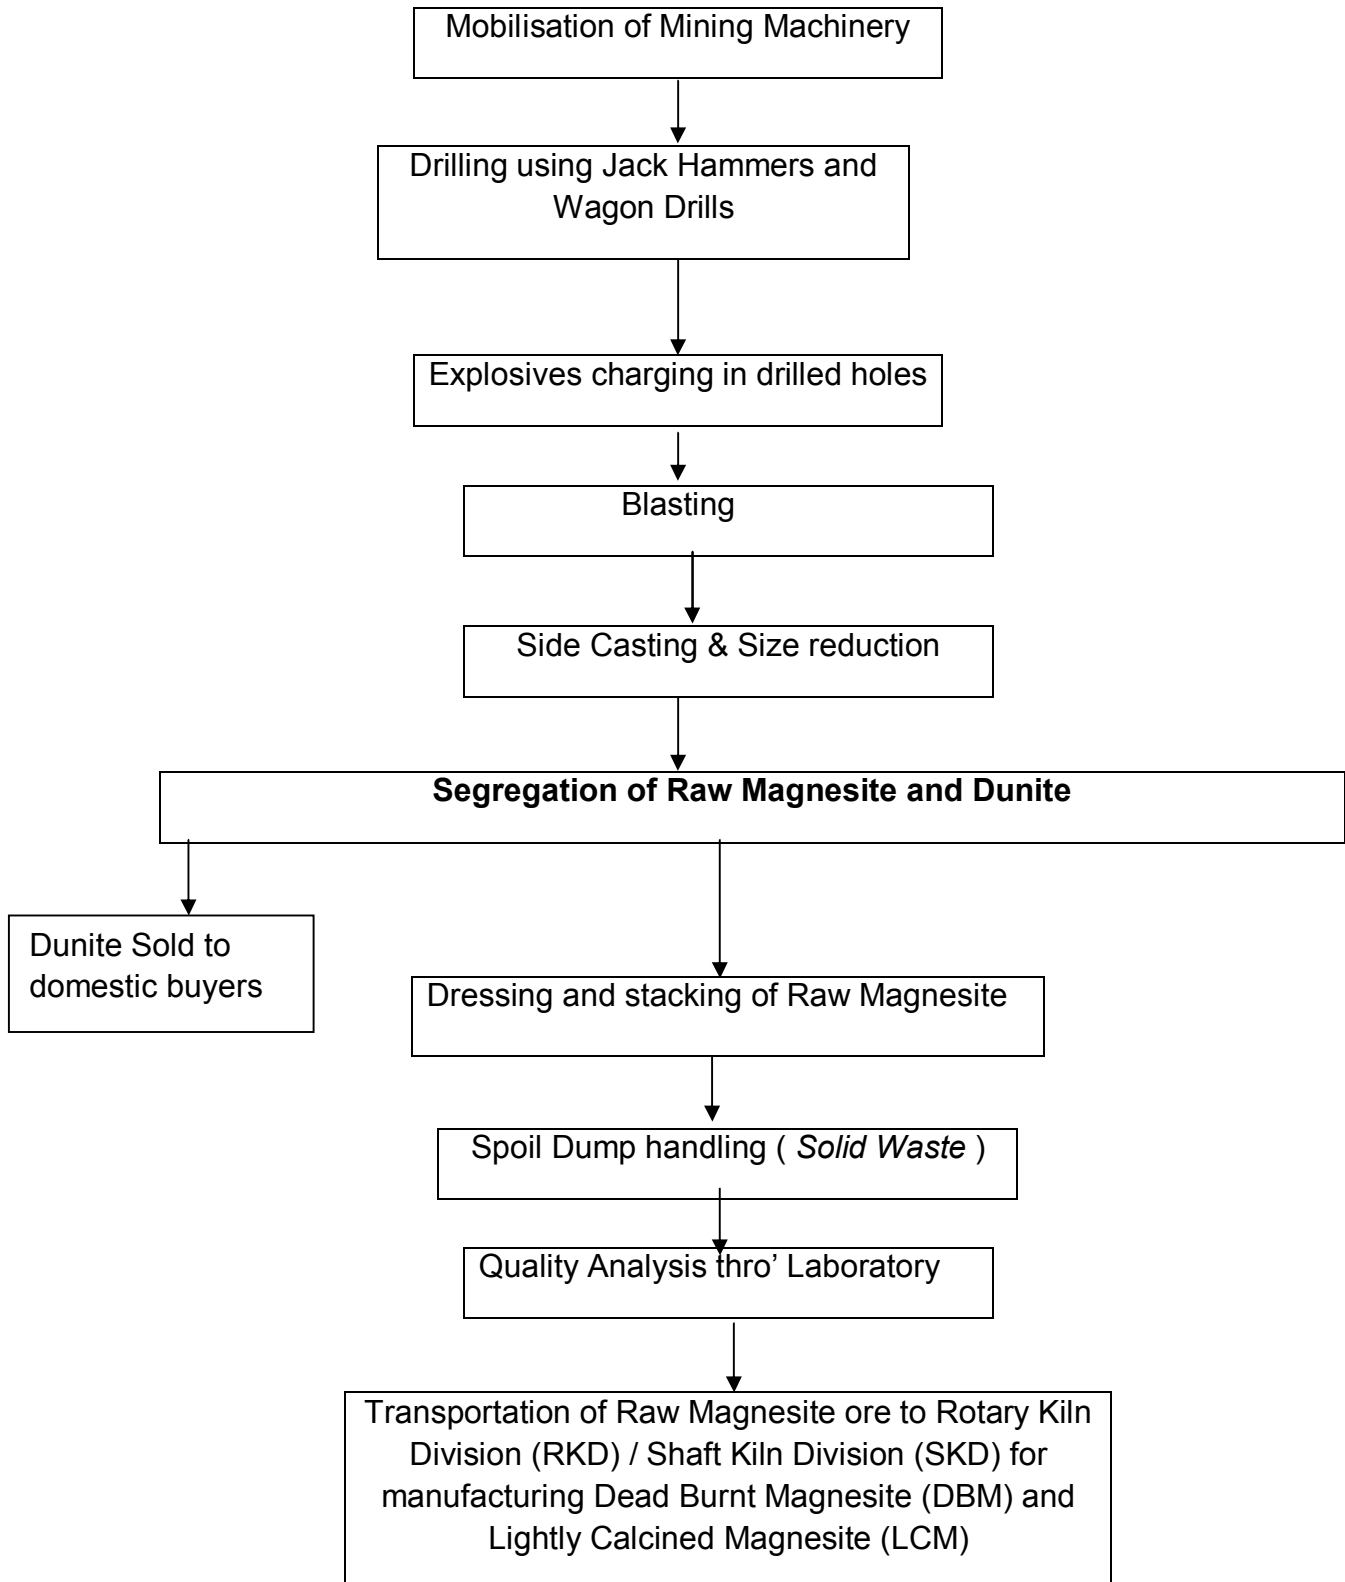 Mobilisation of Mining Machinery
Drilling using Jack Hammers and
Wagon Drills
Explosives charging in drilled holes
Blasting
Side Casting & Size reduction
Segregation of Raw Magnesite and Dunite
Dunite Sold to
domestic buyers
Dressing and stacking of Raw Magnesite
Spoil Dump handling ( Solid Waste )
Quality Analysis thro’ Laboratory
Transportation of Raw Magnesite ore to Rotary Kiln
Division (RKD) / Shaft Kiln Division (SKD) for
manufacturing Dead Burnt Magnesite (DBM) and
Lightly Calcined Magnesite (LCM)